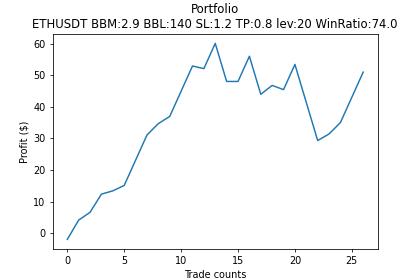 Portfolio
ETHUSDT BBM:2.9 BBL:140 SL:1.2 TP:0.8 lev:20 WinRatio:74.0
60
50
40
30
20
10
0
Profit ($)
0 5 10 15 20 25
Trade counts